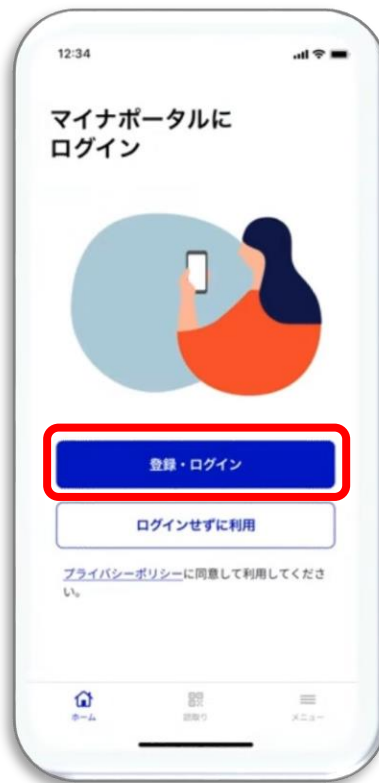 12:34
マイナポータルに
ログイン
登録・ログイン
ログインせずに利用
プライバシーポリシーに同意して利用してくださ
い。
ホーム
読取り
メニュー